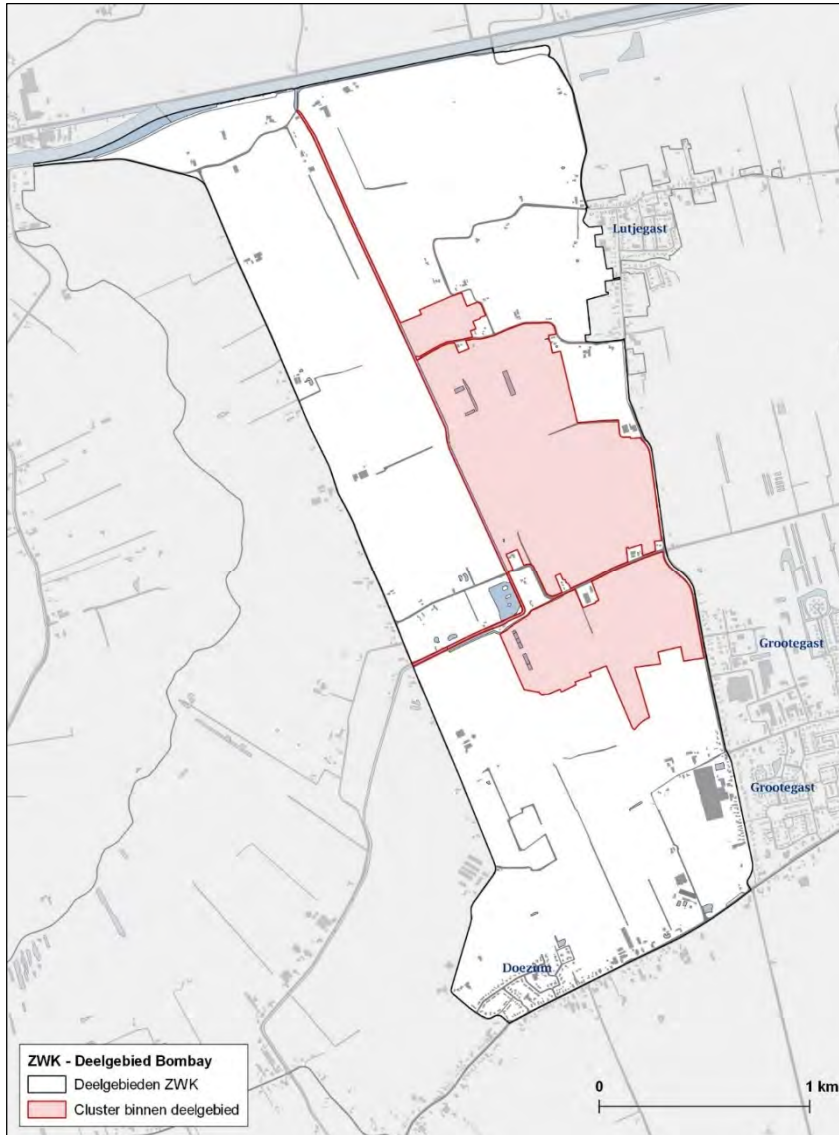 Lutjegast
Grootegast
Grootegast
Doezum
ZWK - Deelgebied Bombay
Deelgebieden ZWK
Cluster binnen deelgebied
0 1 km